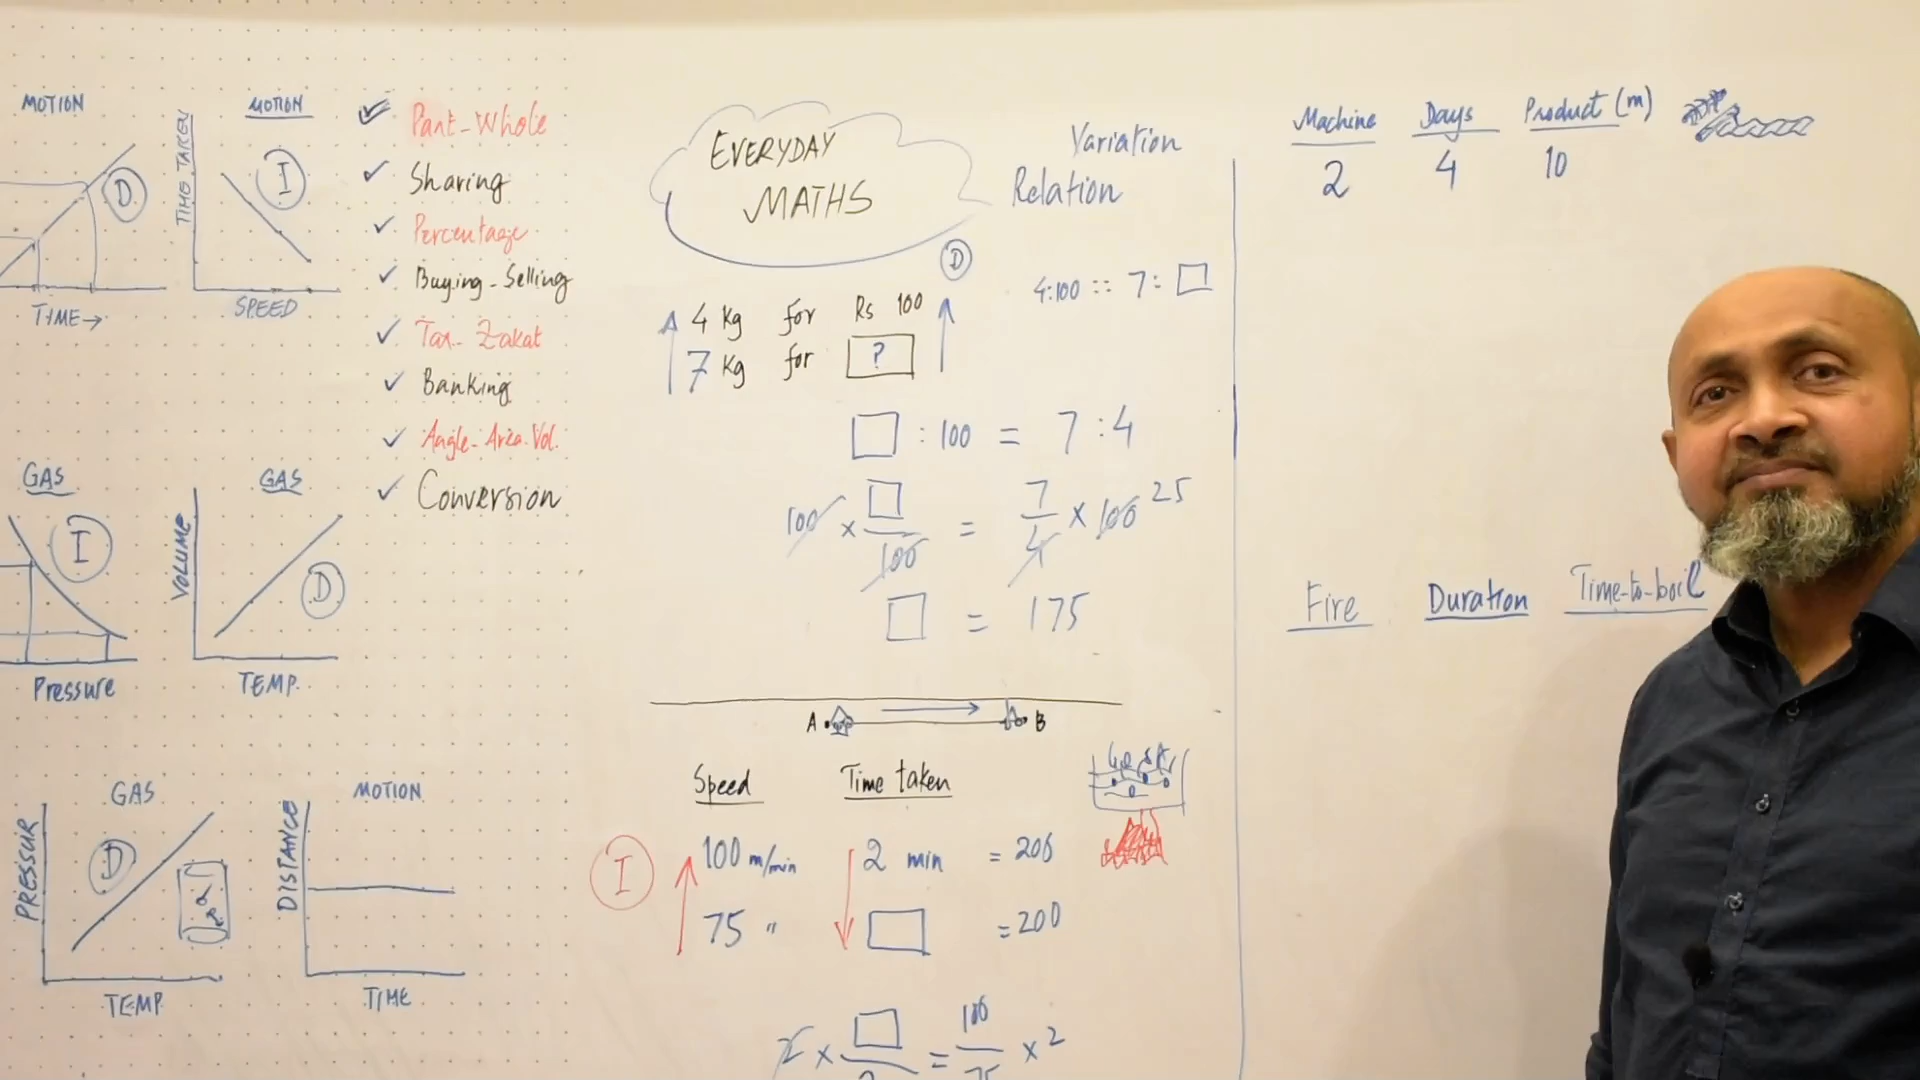 MOTION
D
TIME→
MOTION
TIME TAKEN
I
SPEED
GAS
I
Pressure
GAS
VOLUME
D
TEMP.
GAS
PRESSUR
D
TEMP
MOTION
DISTANCE
TIME
✓ Part-Whole
✓ Sharing
✓ Percentage
✓ Buying-Selling
✓ Tax-Zakat
✓ Banking
✓ Angle-Area-Vol.
✓ Conversion
EVERYDAY
MATHS
Variation
Relation
D
4 Kg for Rs 100
7 Kg for ?
4:100 :: 7: □
□ : 100 = 7 : 4
100 × □/100 = 7/4 × 100 25
□ = 175
A B
Speed Time taken
I
100 m/min 2 min = 200
75 " □ = 200
2 × □/2 = 100/75 × 2
Machine Days Product (m)
2 4 10
Fire Duration Time-to-boil